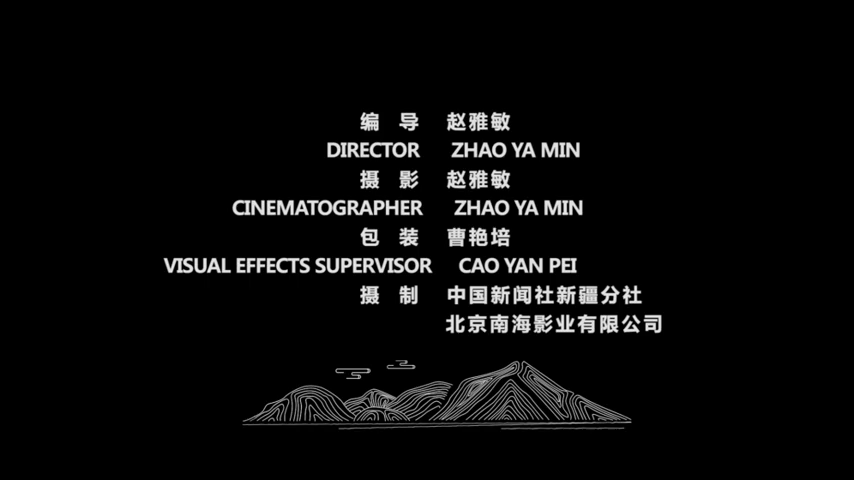 编 导 赵雅敏
DIRECTOR ZHAO YA MIN
摄 影 赵雅敏
CINEMATOGRAPHER ZHAO YA MIN
包 装 曹艳培
VISUAL EFFECTS SUPERVISOR CAO YAN PEI
摄 制 中国新闻社新疆分社
北京南海影业有限公司